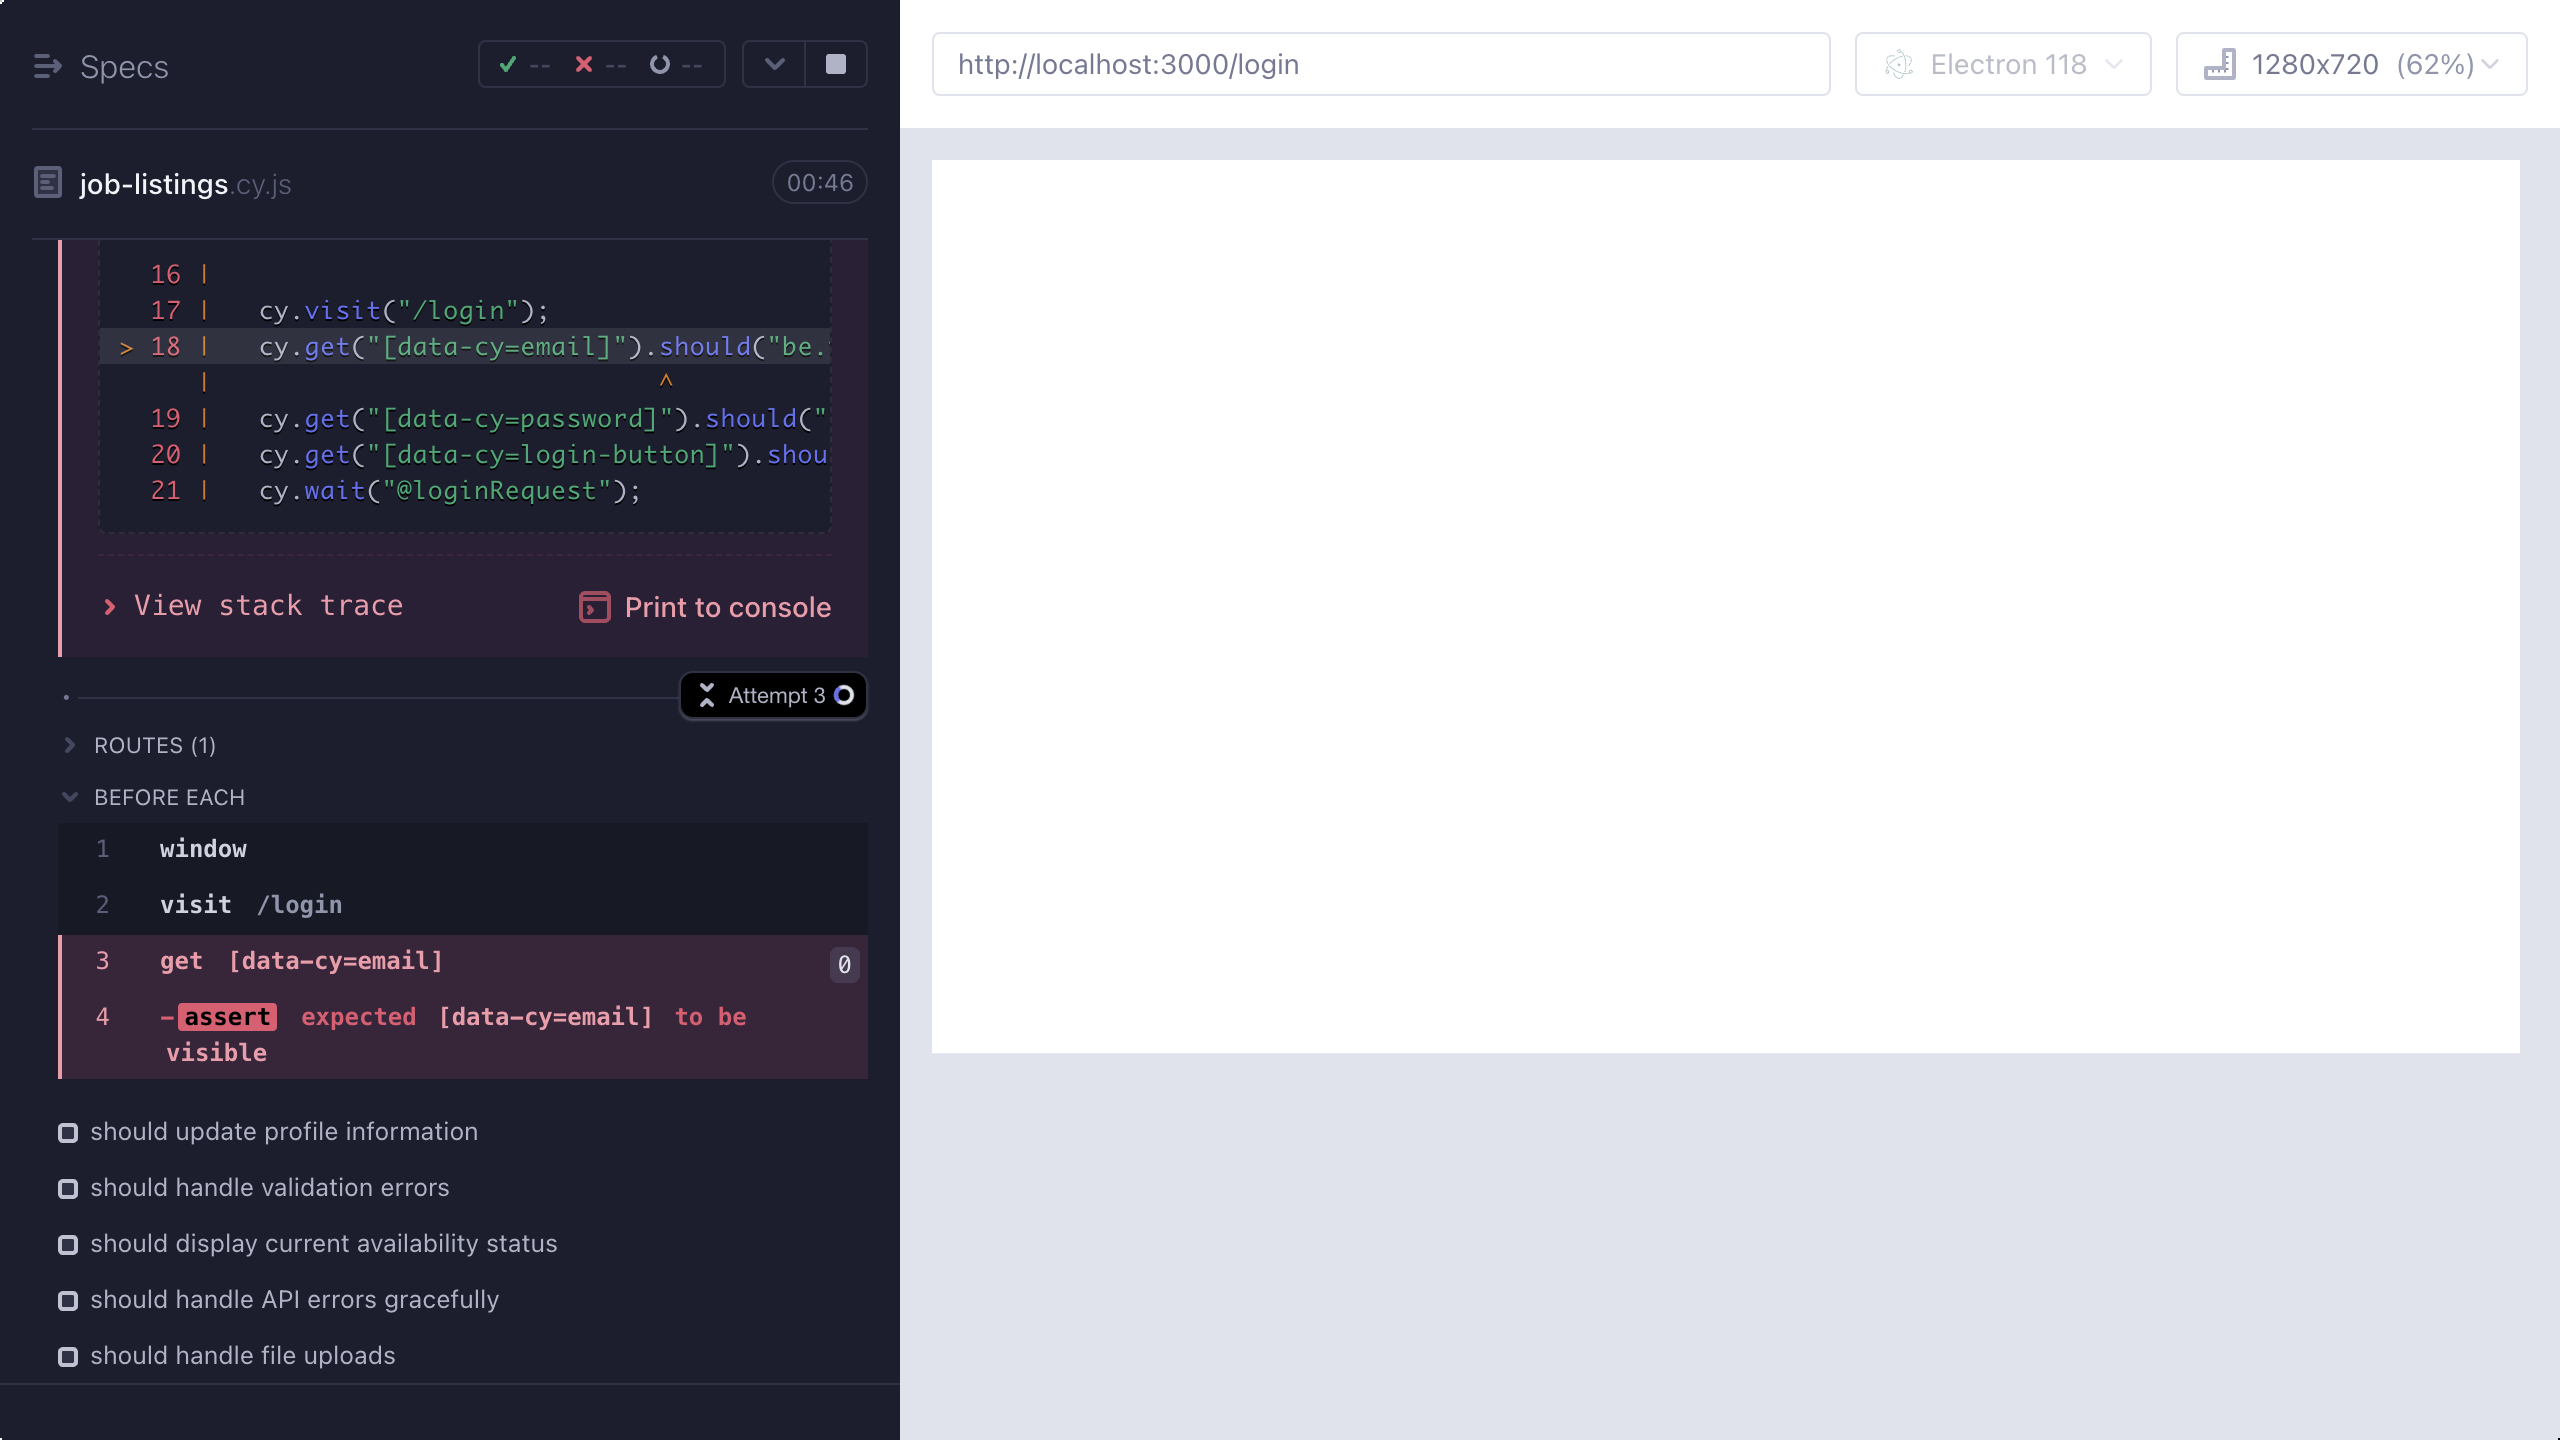 Specs
-- -- --
job-listings.cy.js
00:46
16 |
17 | cy.visit("/login");
> 18 | cy.get("[data-cy=email]").should("be.
| ^
19 | cy.get("[data-cy=password]").should("
20 | cy.get("[data-cy=login-button]").shou
21 | cy.wait("@loginRequest");
View stack trace
Print to console
Attempt 3
ROUTES (1)
BEFORE EACH
1 window
2 visit /login
3 get [data-cy=email] 0
4 -assert expected [data-cy=email] to be
visible
should update profile information
should handle validation errors
should display current availability status
should handle API errors gracefully
should handle file uploads
http://localhost:3000/login
Electron 118
1280x720 (62%)